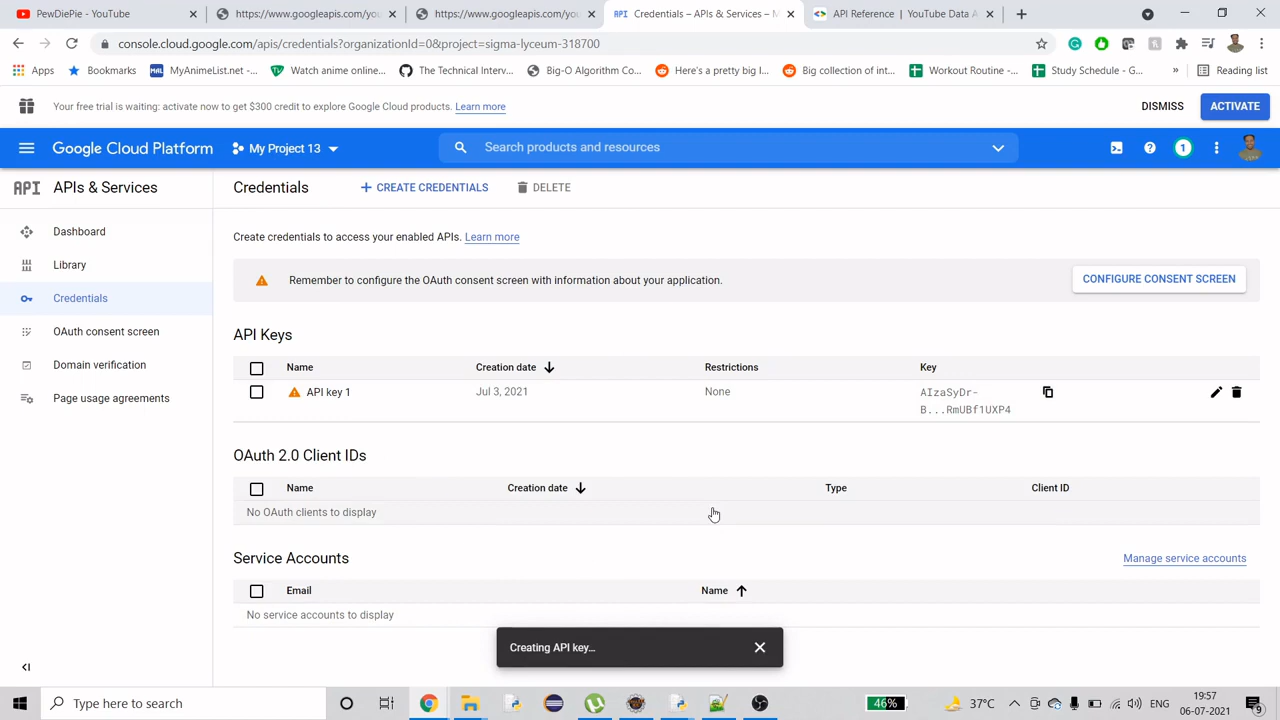 PewDiePie - YouTube
https://www.googleapis.com/you
https://www.googleapis.com/you
API Credentials – APIs & Services – M
API Reference | YouTube Data A
console.cloud.google.com/apis/credentials?organizationId=0&project=sigma-lyceum-318700
Apps
Bookmarks
MAL MyAnimeList.net -...
Watch anime online...
The Technical Interv...
Big-O Algorithm Co...
Here's a pretty big l...
Big collection of int...
Workout Routine -...
Study Schedule - G...
»
Reading list
Your free trial is waiting: activate now to get $300 credit to explore Google Cloud products. Learn more
DISMISS
ACTIVATE
Google Cloud Platform
My Project 13
Search products and resources
1
API APIs & Services
Credentials
+ CREATE CREDENTIALS
DELETE
Dashboard
Library
Credentials
OAuth consent screen
Domain verification
Page usage agreements
Create credentials to access your enabled APIs. Learn more
Remember to configure the OAuth consent screen with information about your application.
CONFIGURE CONSENT SCREEN
API Keys
Name Creation date Restrictions Key
API key 1 Jul 3, 2021 None AIzaSyDr-
B...RmUBf1UXP4
OAuth 2.0 Client IDs
Name Creation date Type Client ID
No OAuth clients to display
Service Accounts
Manage service accounts
Email Name
No service accounts to display
Creating API key...
Type here to search
46%
37°C
ENG
19:57
06-07-2021
9